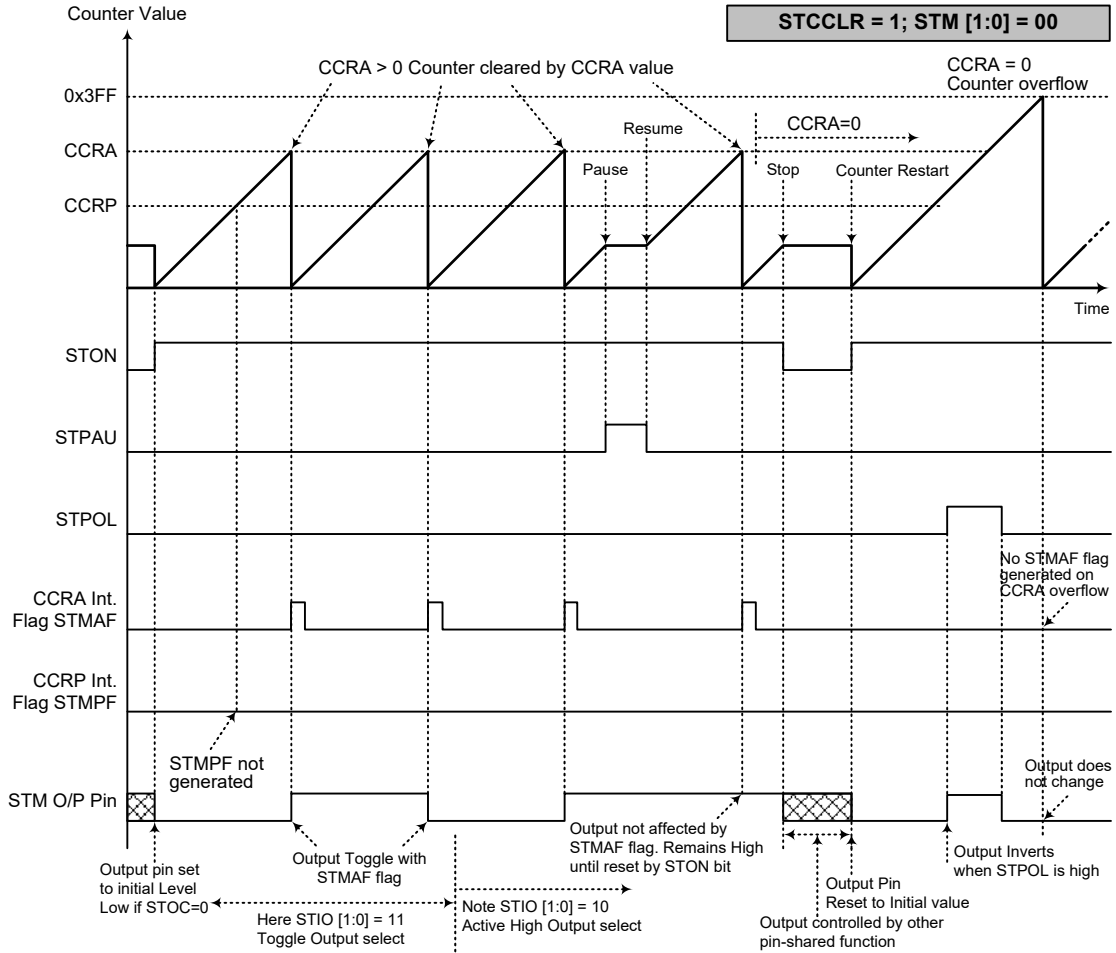 Counter Value
STCCLR = 1; STM [1:0] = 00
CCRA > 0 Counter cleared by CCRA value
CCRA = 0
Counter overflow
0x3FF
Resume
CCRA=0
CCRA
Pause
Stop
Counter Restart
CCRP
Time
STON
STPAU
STPOL
No STMAF flag
generated on
CCRA overflow
CCRA Int.
Flag STMAF
CCRP Int.
Flag STMPF
STMPF not
generated
Output does
not change
STM O/P Pin
Output pin set
to initial Level
Low if STOC=0
Output Toggle with
STMAF flag
Output not affected by
STMAF flag. Remains High
until reset by STON bit
Output Inverts
when STPOL is high
Output Pin
Reset to Initial value
Here STIO [1:0] = 11
Toggle Output select
Note STIO [1:0] = 10
Active High Output select
Output controlled by other
pin-shared function